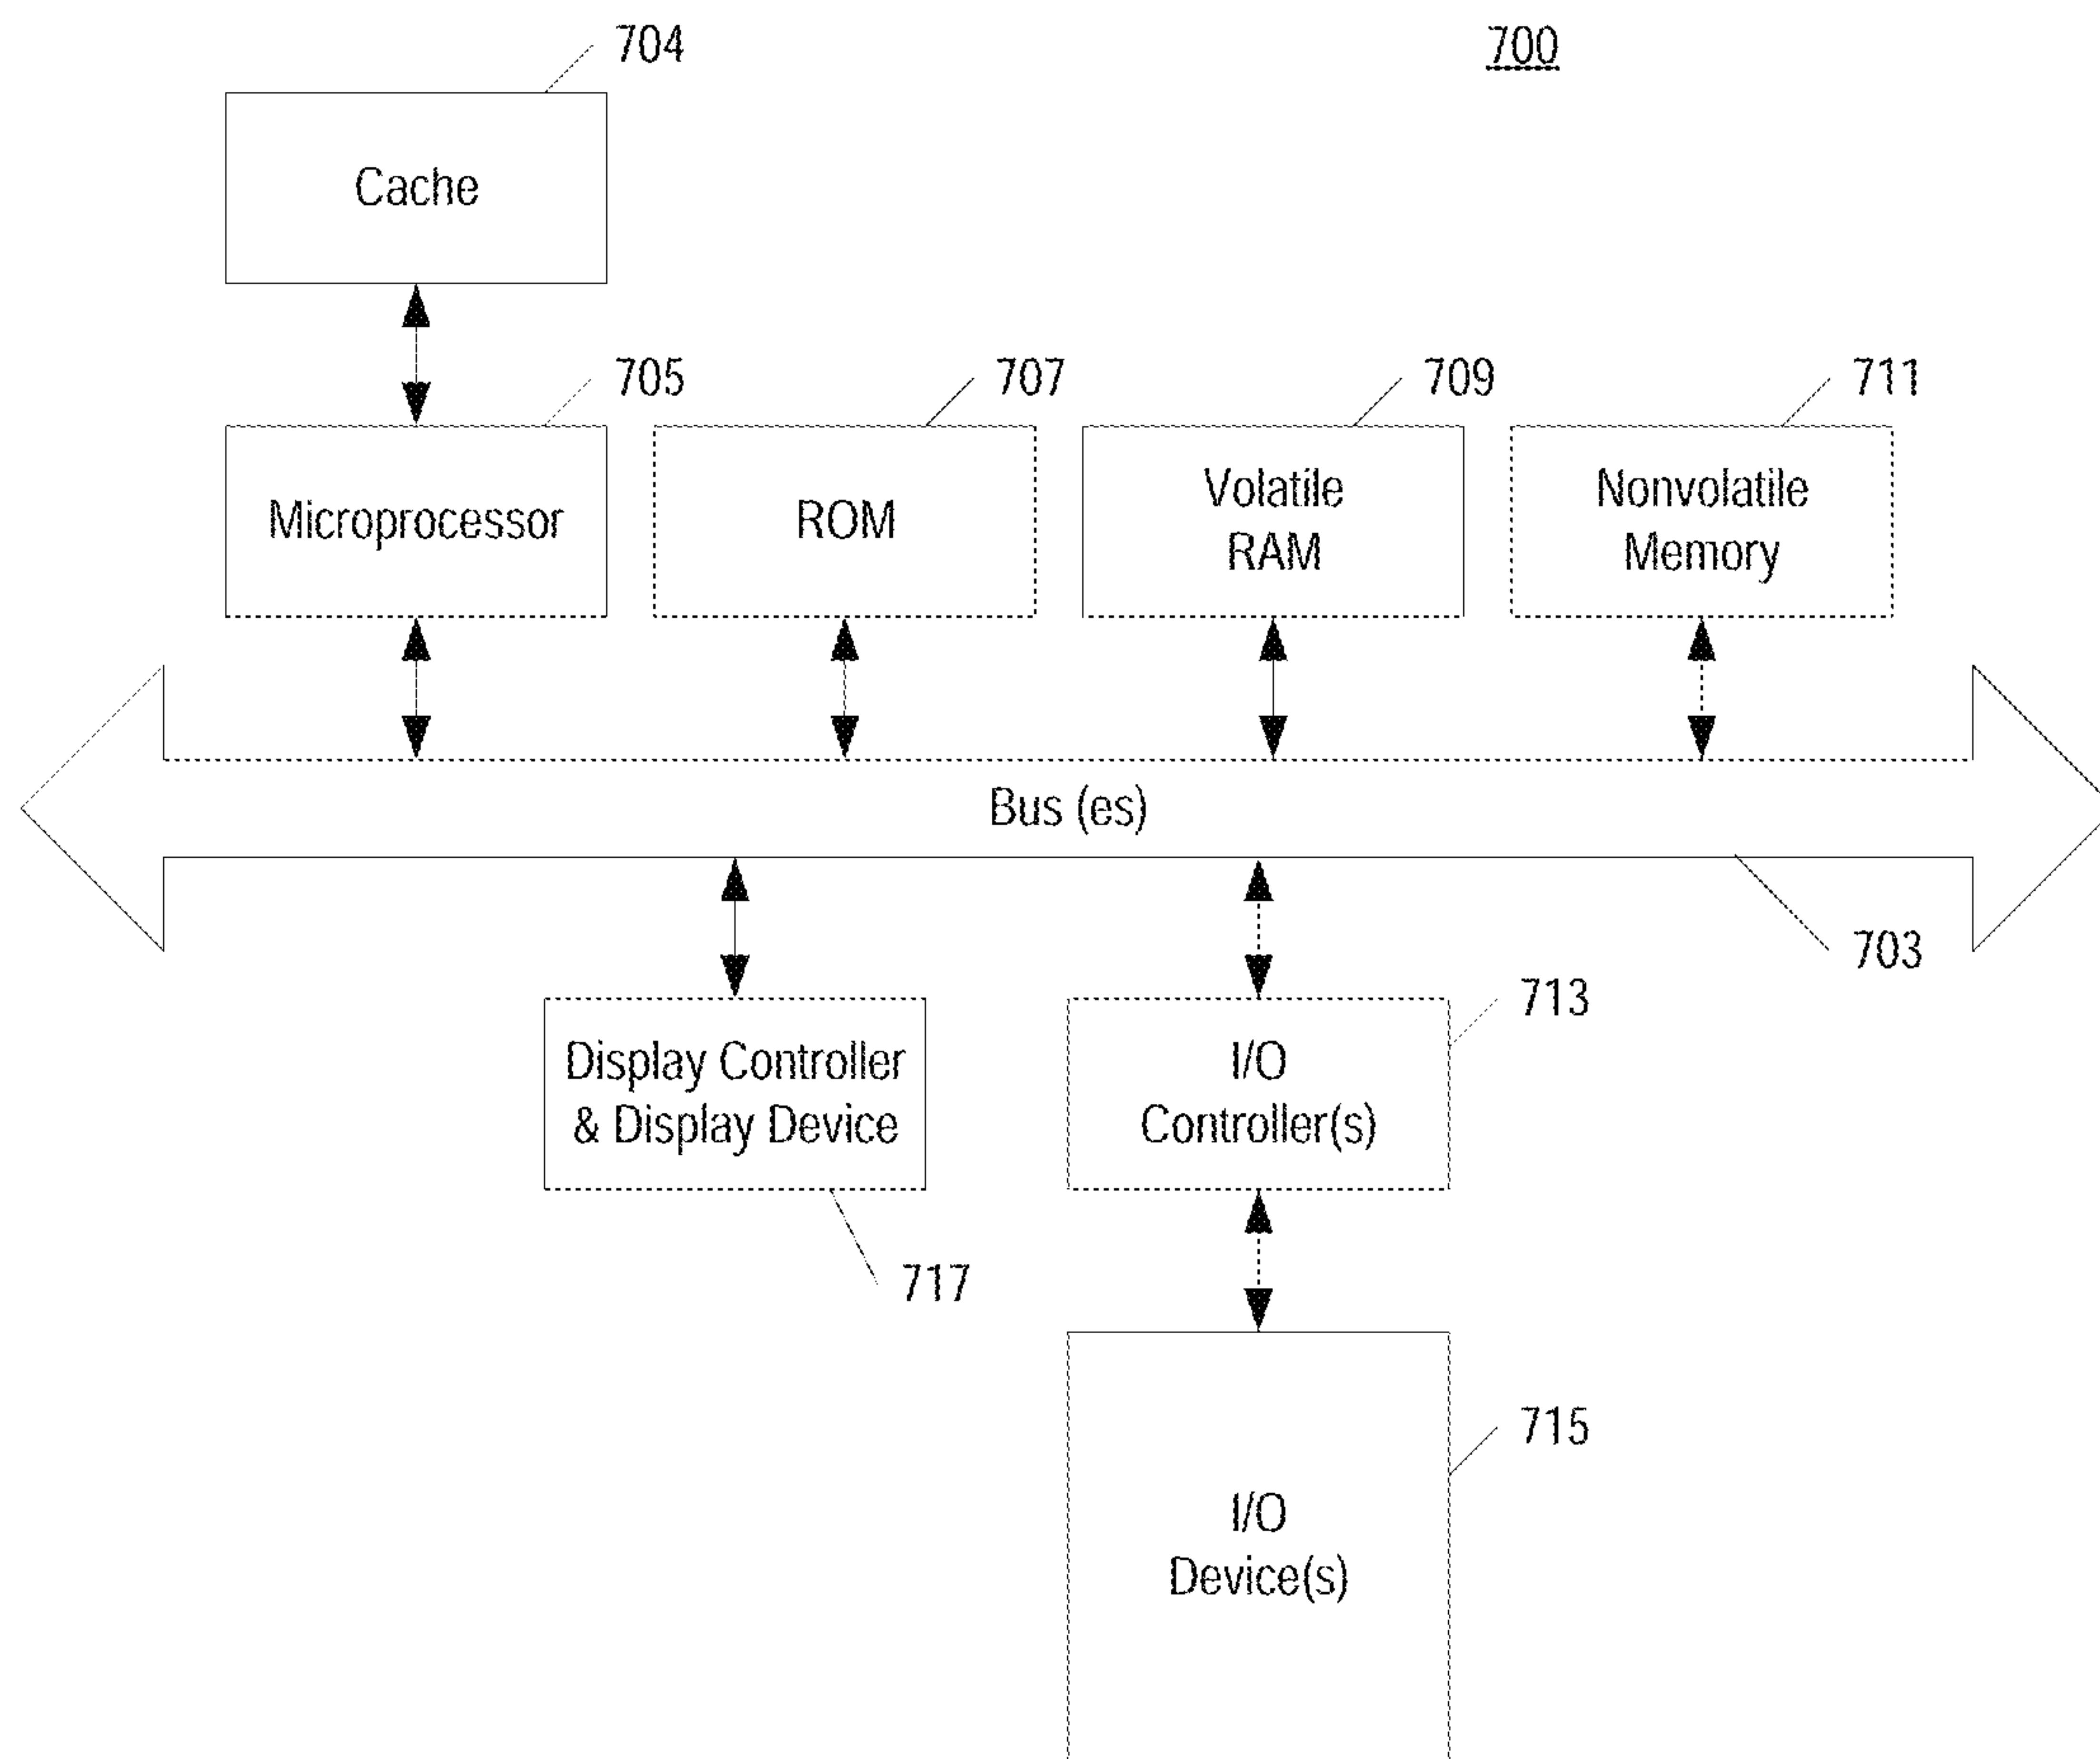 704
700
Cache
705
707
709
711
Microprocessor
ROM
Volatile
RAM
Nonvolatile
Memory
Bus (es)
703
713
Display Controller
& Display Device
I/O
Controller(s)
717
715
I/O
Device(s)